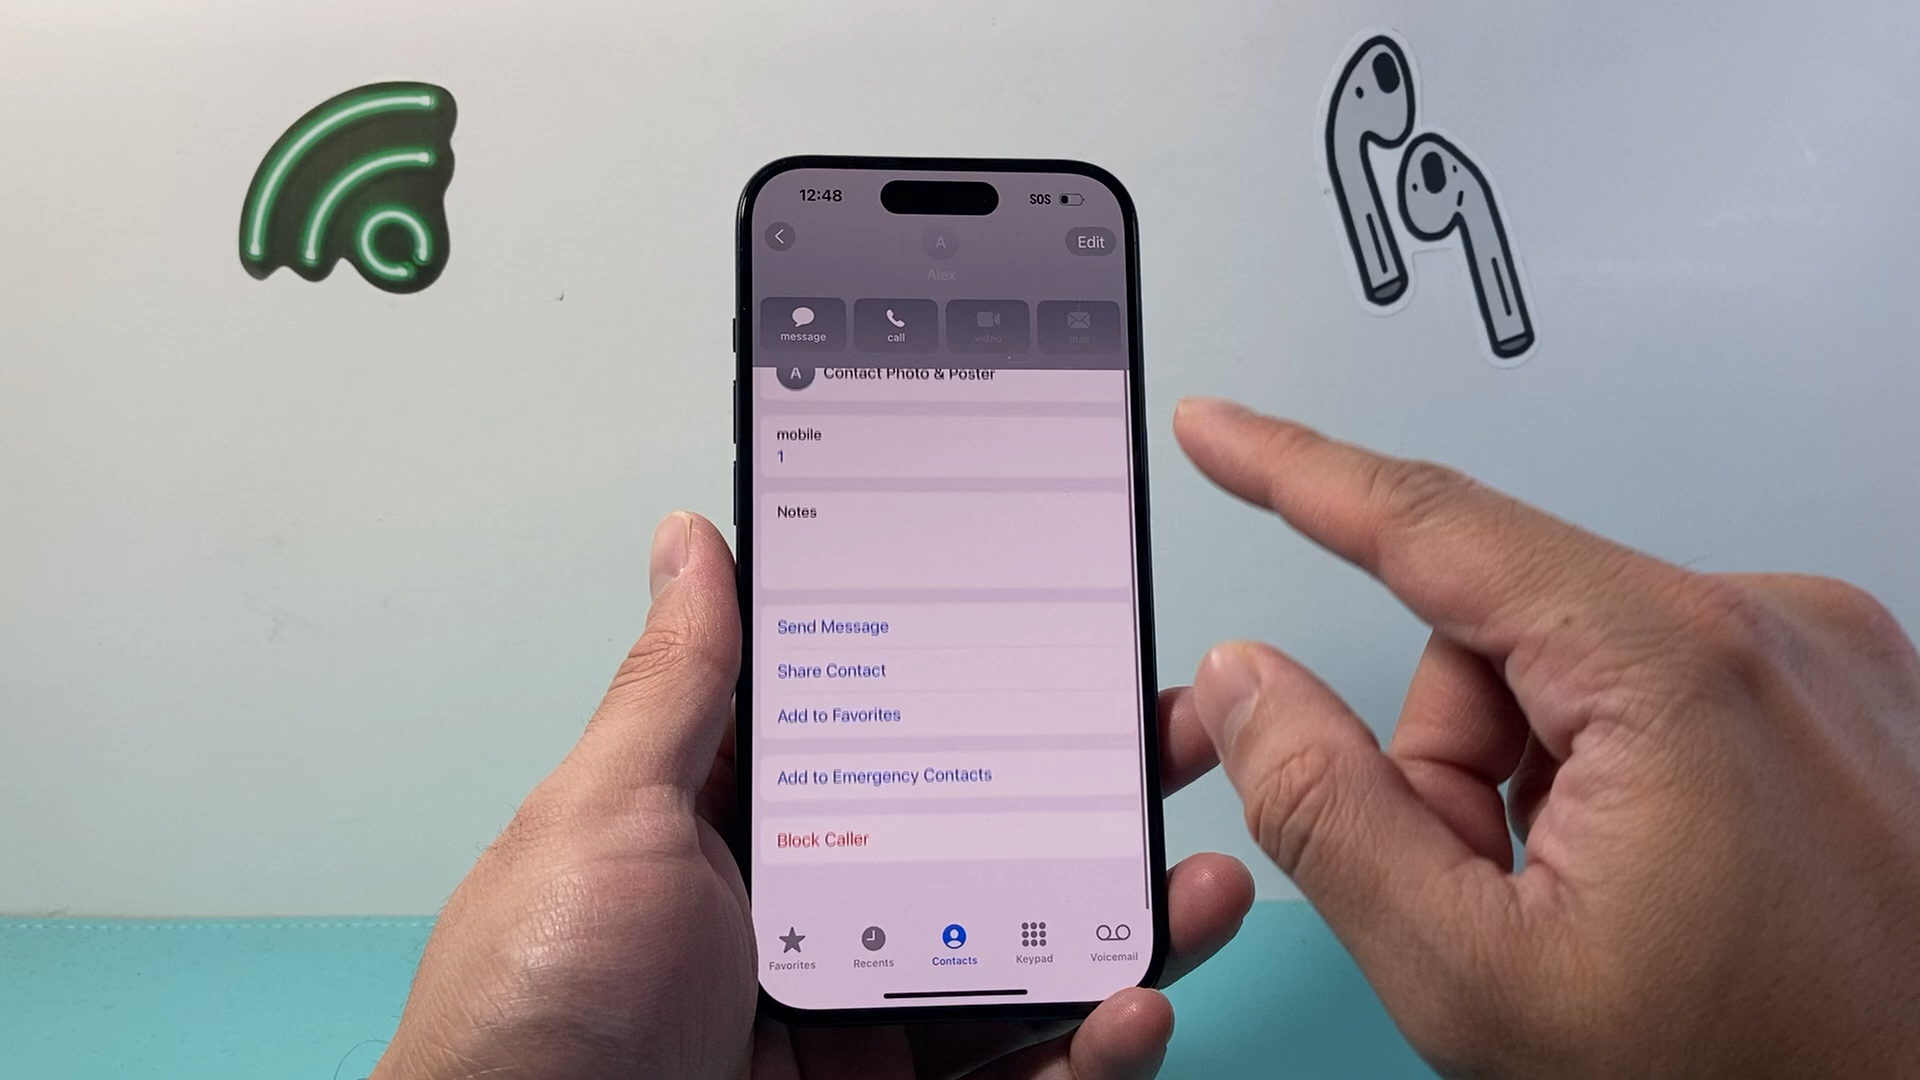 12:48
SOS
A
Edit
Alex
message
call
video
mail
A Contact Photo & Poster
mobile
1
Notes
Send Message
Share Contact
Add to Favorites
Add to Emergency Contacts
Block Caller
Favorites
Recents
Contacts
Keypad
Voicemail